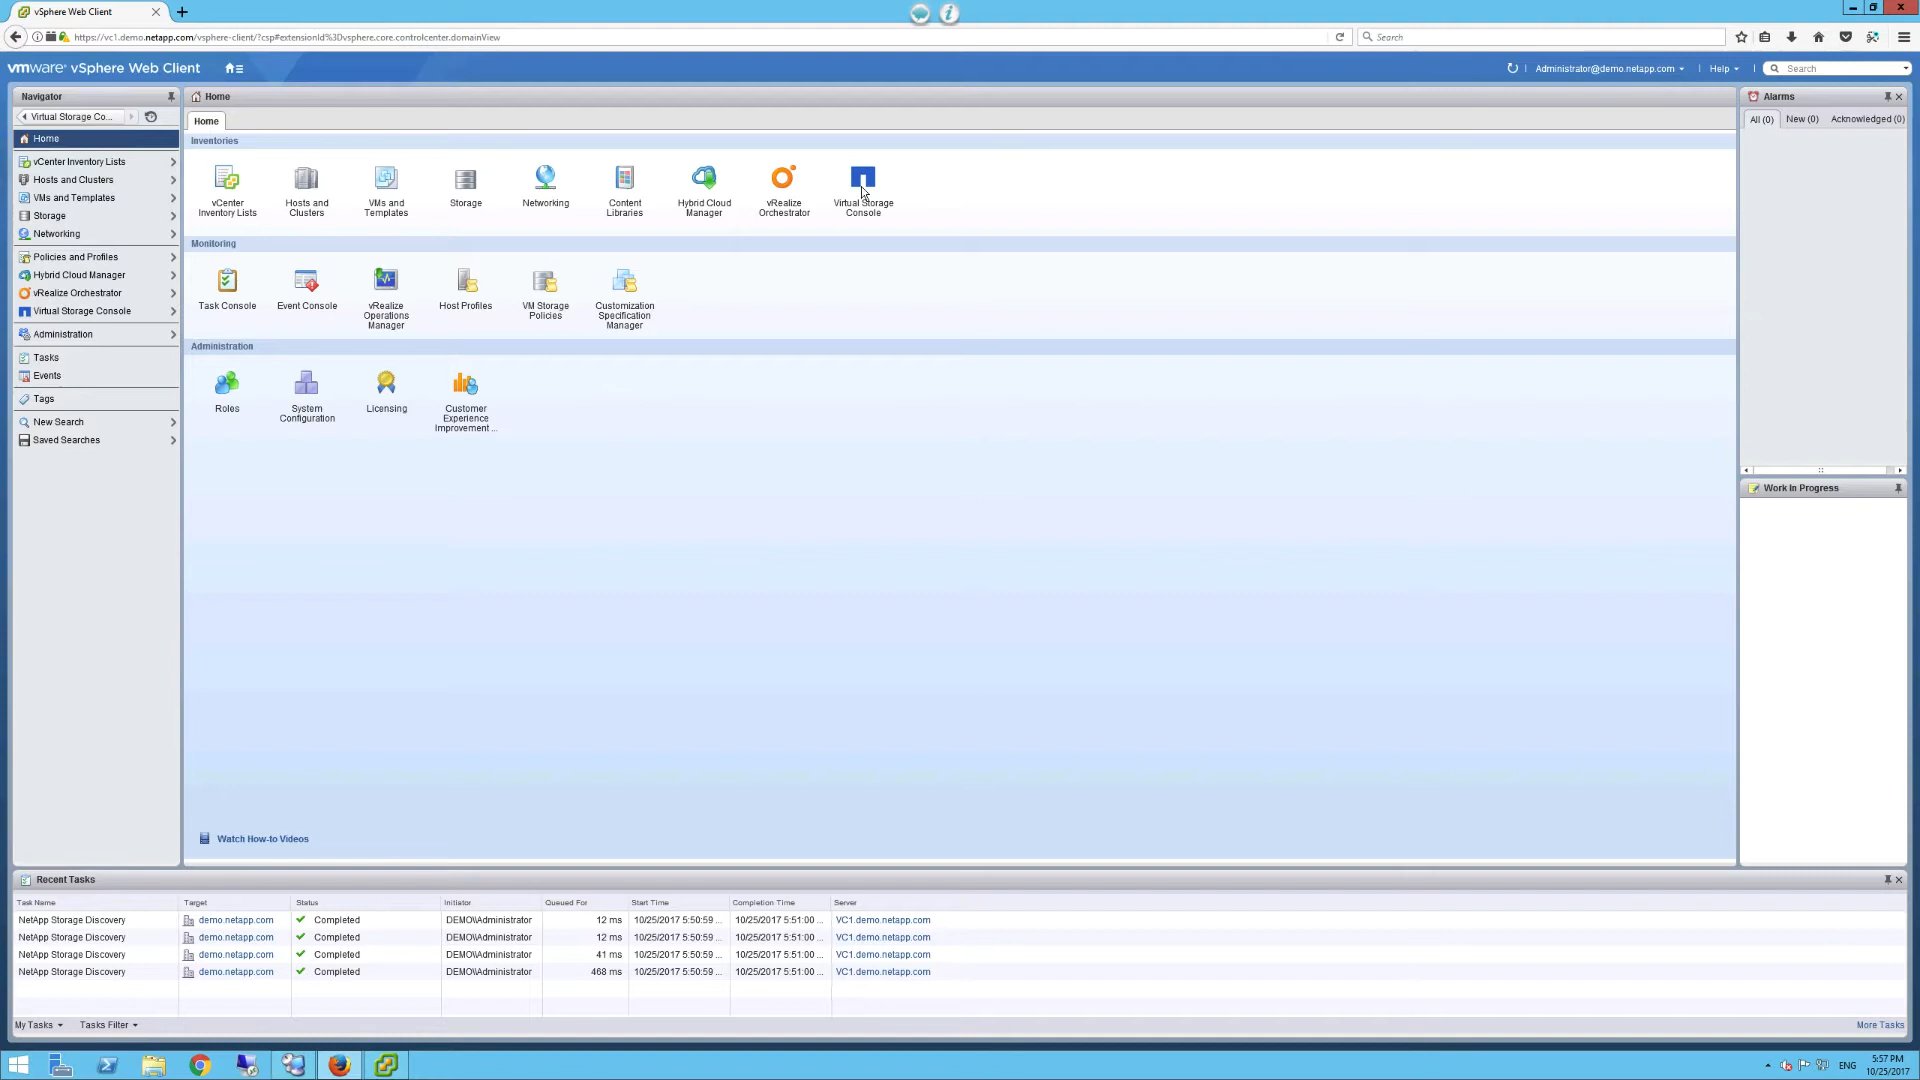 vSphere Web Client
https://vc1.demo.netapp.com/vsphere-client/?csp#extensionId%3Dvsphere.core.controlcenter.domainView
Search
vmware® vSphere Web Client
Administrator@demo.netapp.com
Help
Search
Navigator
Virtual Storage Co...
Home
vCenter Inventory Lists
Hosts and Clusters
VMs and Templates
Storage
Networking
Policies and Profiles
Hybrid Cloud Manager
vRealize Orchestrator
Virtual Storage Console
Administration
Tasks
Events
Tags
New Search
Saved Searches
Home
Home
Inventories
vCenter
Inventory Lists
Hosts and
Clusters
VMs and
Templates
Storage
Networking
Content
Libraries
Hybrid Cloud
Manager
vRealize
Orchestrator
Virtual Storage
Console
Monitoring
Task Console
Event Console
vRealize
Operations
Manager
Host Profiles
VM Storage
Policies
Customization
Specification
Manager
Administration
Roles
System
Configuration
Licensing
Customer
Experience
Improvement ...
Watch How-to Videos
Alarms
All (0) New (0) Acknowledged (0)
Work In Progress
Recent Tasks
Task Name Target Status Initiator Queued For Start Time Completion Time Server
NetApp Storage Discovery demo.netapp.com Completed DEMO\\Administrator 12 ms 10/25/2017 5:50:59 ... 10/25/2017 5:51:00 ... VC1.demo.netapp.com
NetApp Storage Discovery demo.netapp.com Completed DEMO\\Administrator 12 ms 10/25/2017 5:50:59 ... 10/25/2017 5:51:00 ... VC1.demo.netapp.com
NetApp Storage Discovery demo.netapp.com Completed DEMO\\Administrator 41 ms 10/25/2017 5:50:59 ... 10/25/2017 5:51:00 ... VC1.demo.netapp.com
NetApp Storage Discovery demo.netapp.com Completed DEMO\\Administrator 468 ms 10/25/2017 5:50:59 ... 10/25/2017 5:51:00 ... VC1.demo.netapp.com
My Tasks Tasks Filter More Tasks
ENG
5:57 PM
10/25/2017